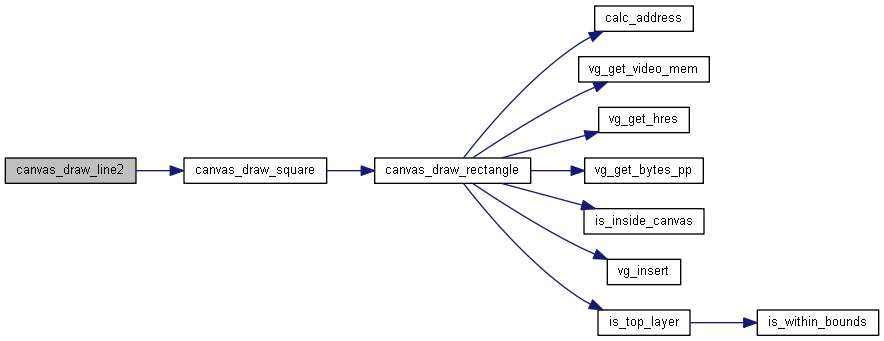 calc_address
vg_get_video_mem
vg_get_hres
canvas_draw_line2
canvas_draw_square
canvas_draw_rectangle
vg_get_bytes_pp
is_inside_canvas
vg_insert
is_top_layer
is_within_bounds